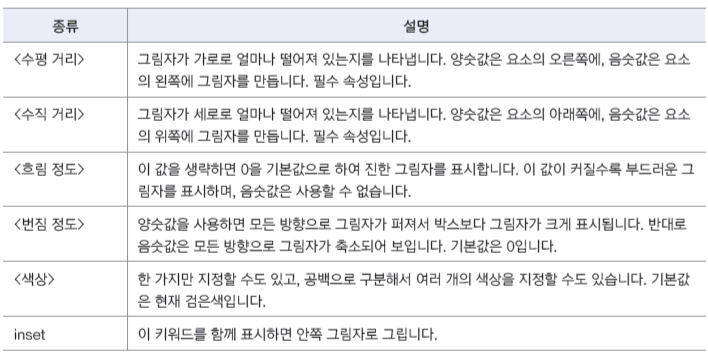 종류 설명
<수평 거리> 그림자가 가로로 얼마나 떨어져 있는지를 나타냅니다. 양숫값은 요소의 오른쪽에, 음숫값은 요소
의 왼쪽에 그림자를 만듭니다. 필수 속성입니다.
<수직 거리> 그림자가 세로로 얼마나 떨어져 있는지를 나타냅니다. 양숫값은 요소의 아래쪽에, 음숫값은 요소
의 위쪽에 그림자를 만듭니다. 필수 속성입니다.
<흐림 정도> 이 값을 생략하면 0을 기본값으로 하여 진한 그림자를 표시합니다. 이 값이 커질수록 부드러운 그
림자를 표시하며, 음숫값은 사용할 수 없습니다.
<번짐 정도> 양숫값을 사용하면 모든 방향으로 그림자가 퍼져서 박스보다 그림자가 크게 표시됩니다. 반대로
음숫값은 모든 방향으로 그림자가 축소되어 보입니다. 기본값은 0입니다.
<색상> 한 가지만 지정할 수도 있고, 공백으로 구분해서 여러 개의 색상을 지정할 수도 있습니다. 기본값
은 현재 검은색입니다.
inset 이 키워드를 함께 표시하면 안쪽 그림자로 그립니다.